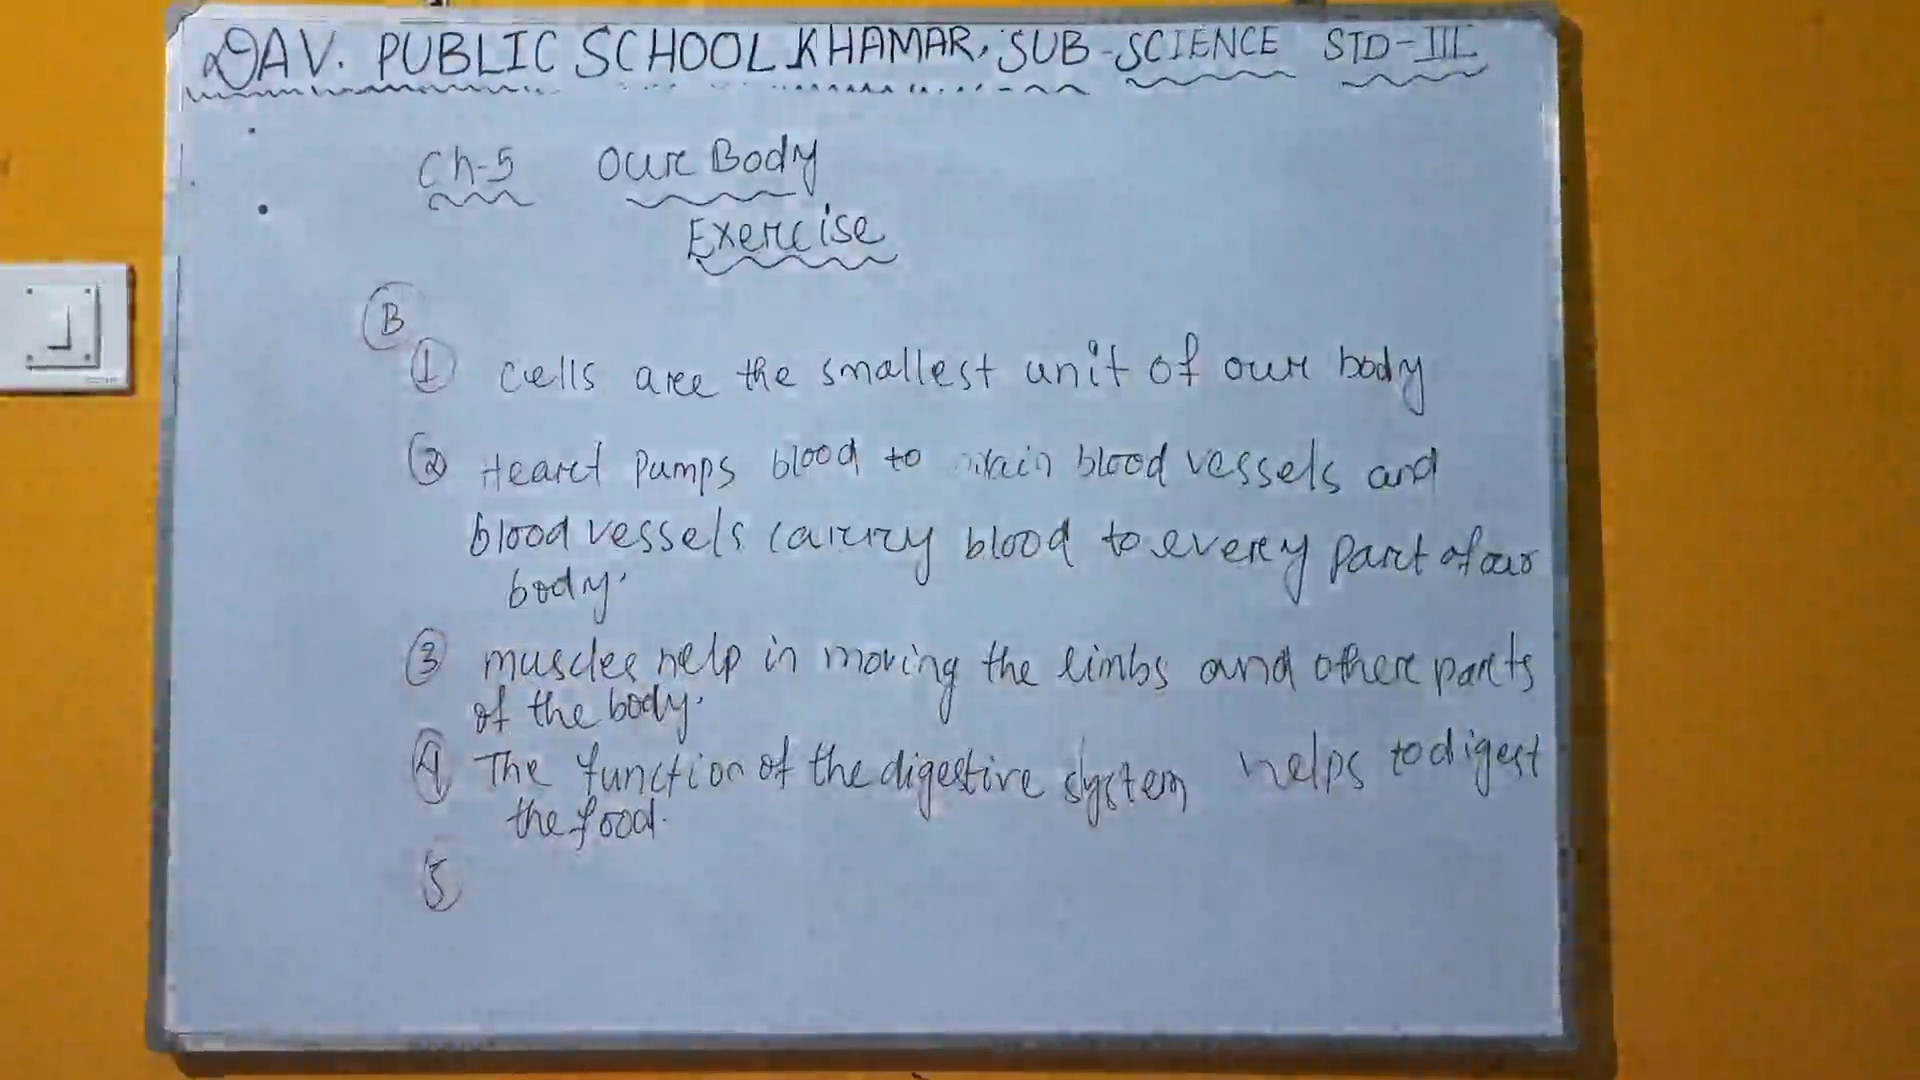 DAV. PUBLIC SCHOOL KHAMAR, SUB-SCIENCE STD-III
Ch-5 Our Body
Exercise
B
1 Cells are the smallest unit of our body
2 Heart Pumps blood to blood vessels and
blood vessels carry blood to every part of our
body.
3 muscles help in moving the limbs and other parts
of the body.
4 The function of the digestive system helps to digest
the food.
5